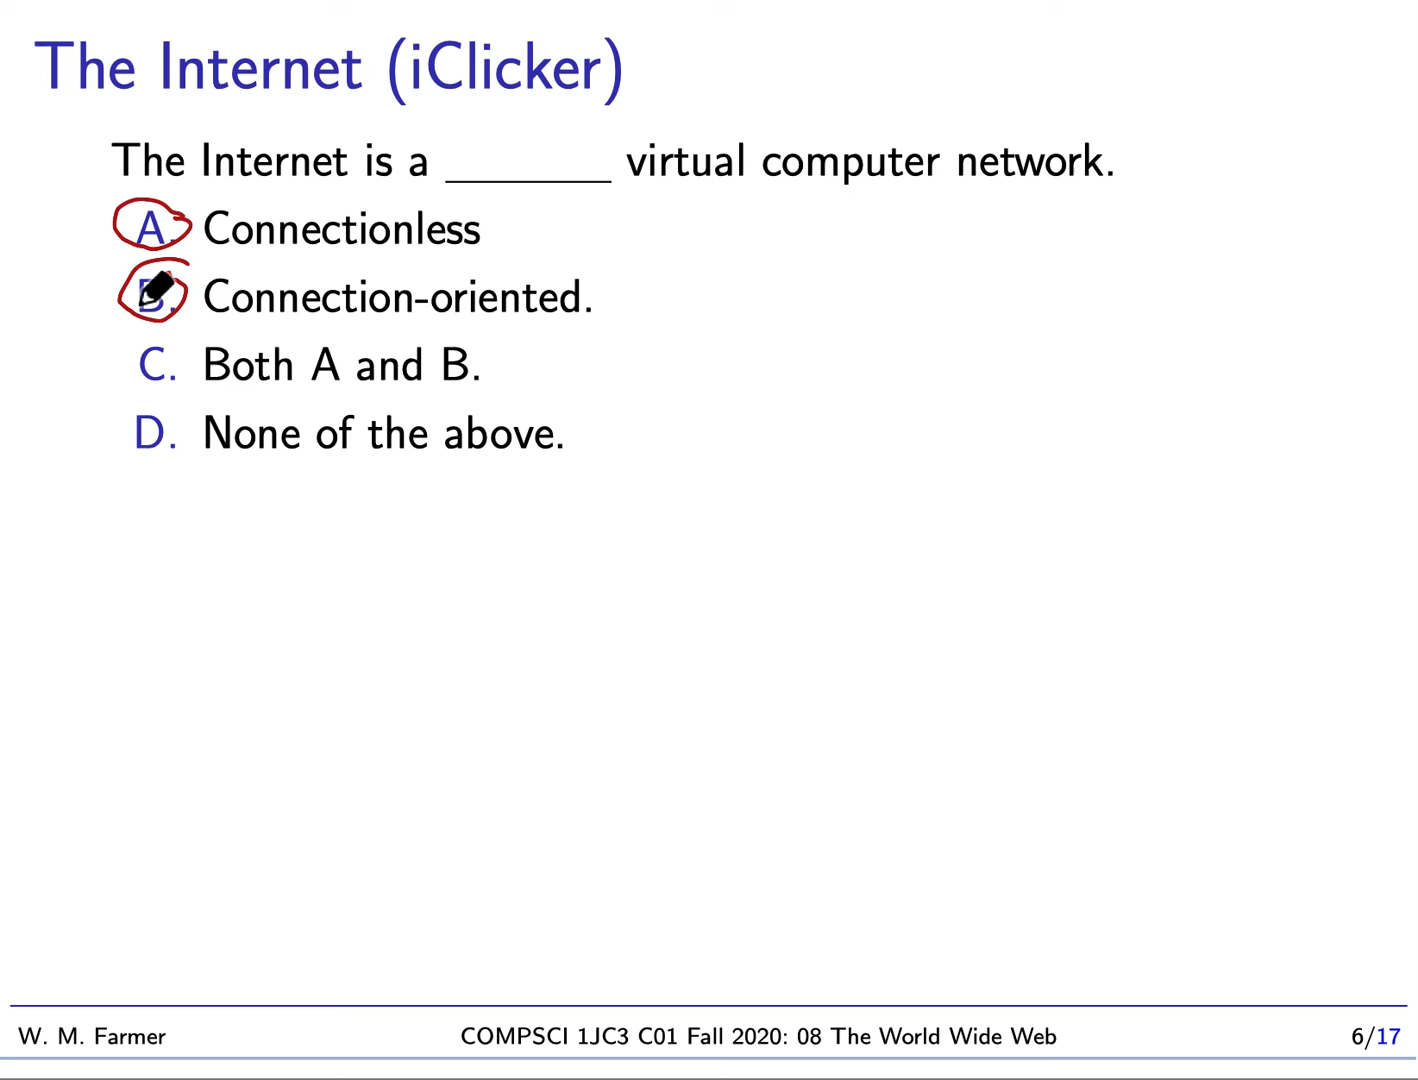 The Internet (iClicker)
The Internet is a ________ virtual computer network.
A. Connectionless
B. Connection-oriented.
C. Both A and B.
D. None of the above.
W. M. Farmer COMPSCI 1JC3 C01 Fall 2020: 08 The World Wide Web 6/17